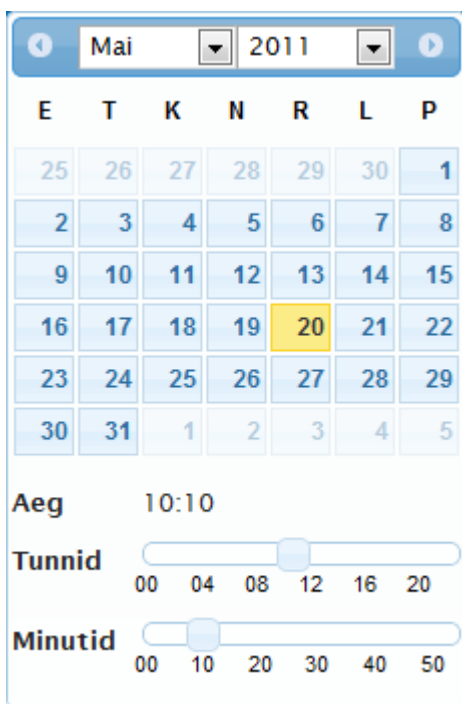 Mai 2011
E T K N R L P
25 26 27 28 29 30 1
2 3 4 5 6 7 8
9 10 11 12 13 14 15
16 17 18 19 20 21 22
23 24 25 26 27 28 29
30 31 1 2 3 4 5
Aeg 10:10
Tunnid
00 04 08 12 16 20
Minutid
00 10 20 30 40 50